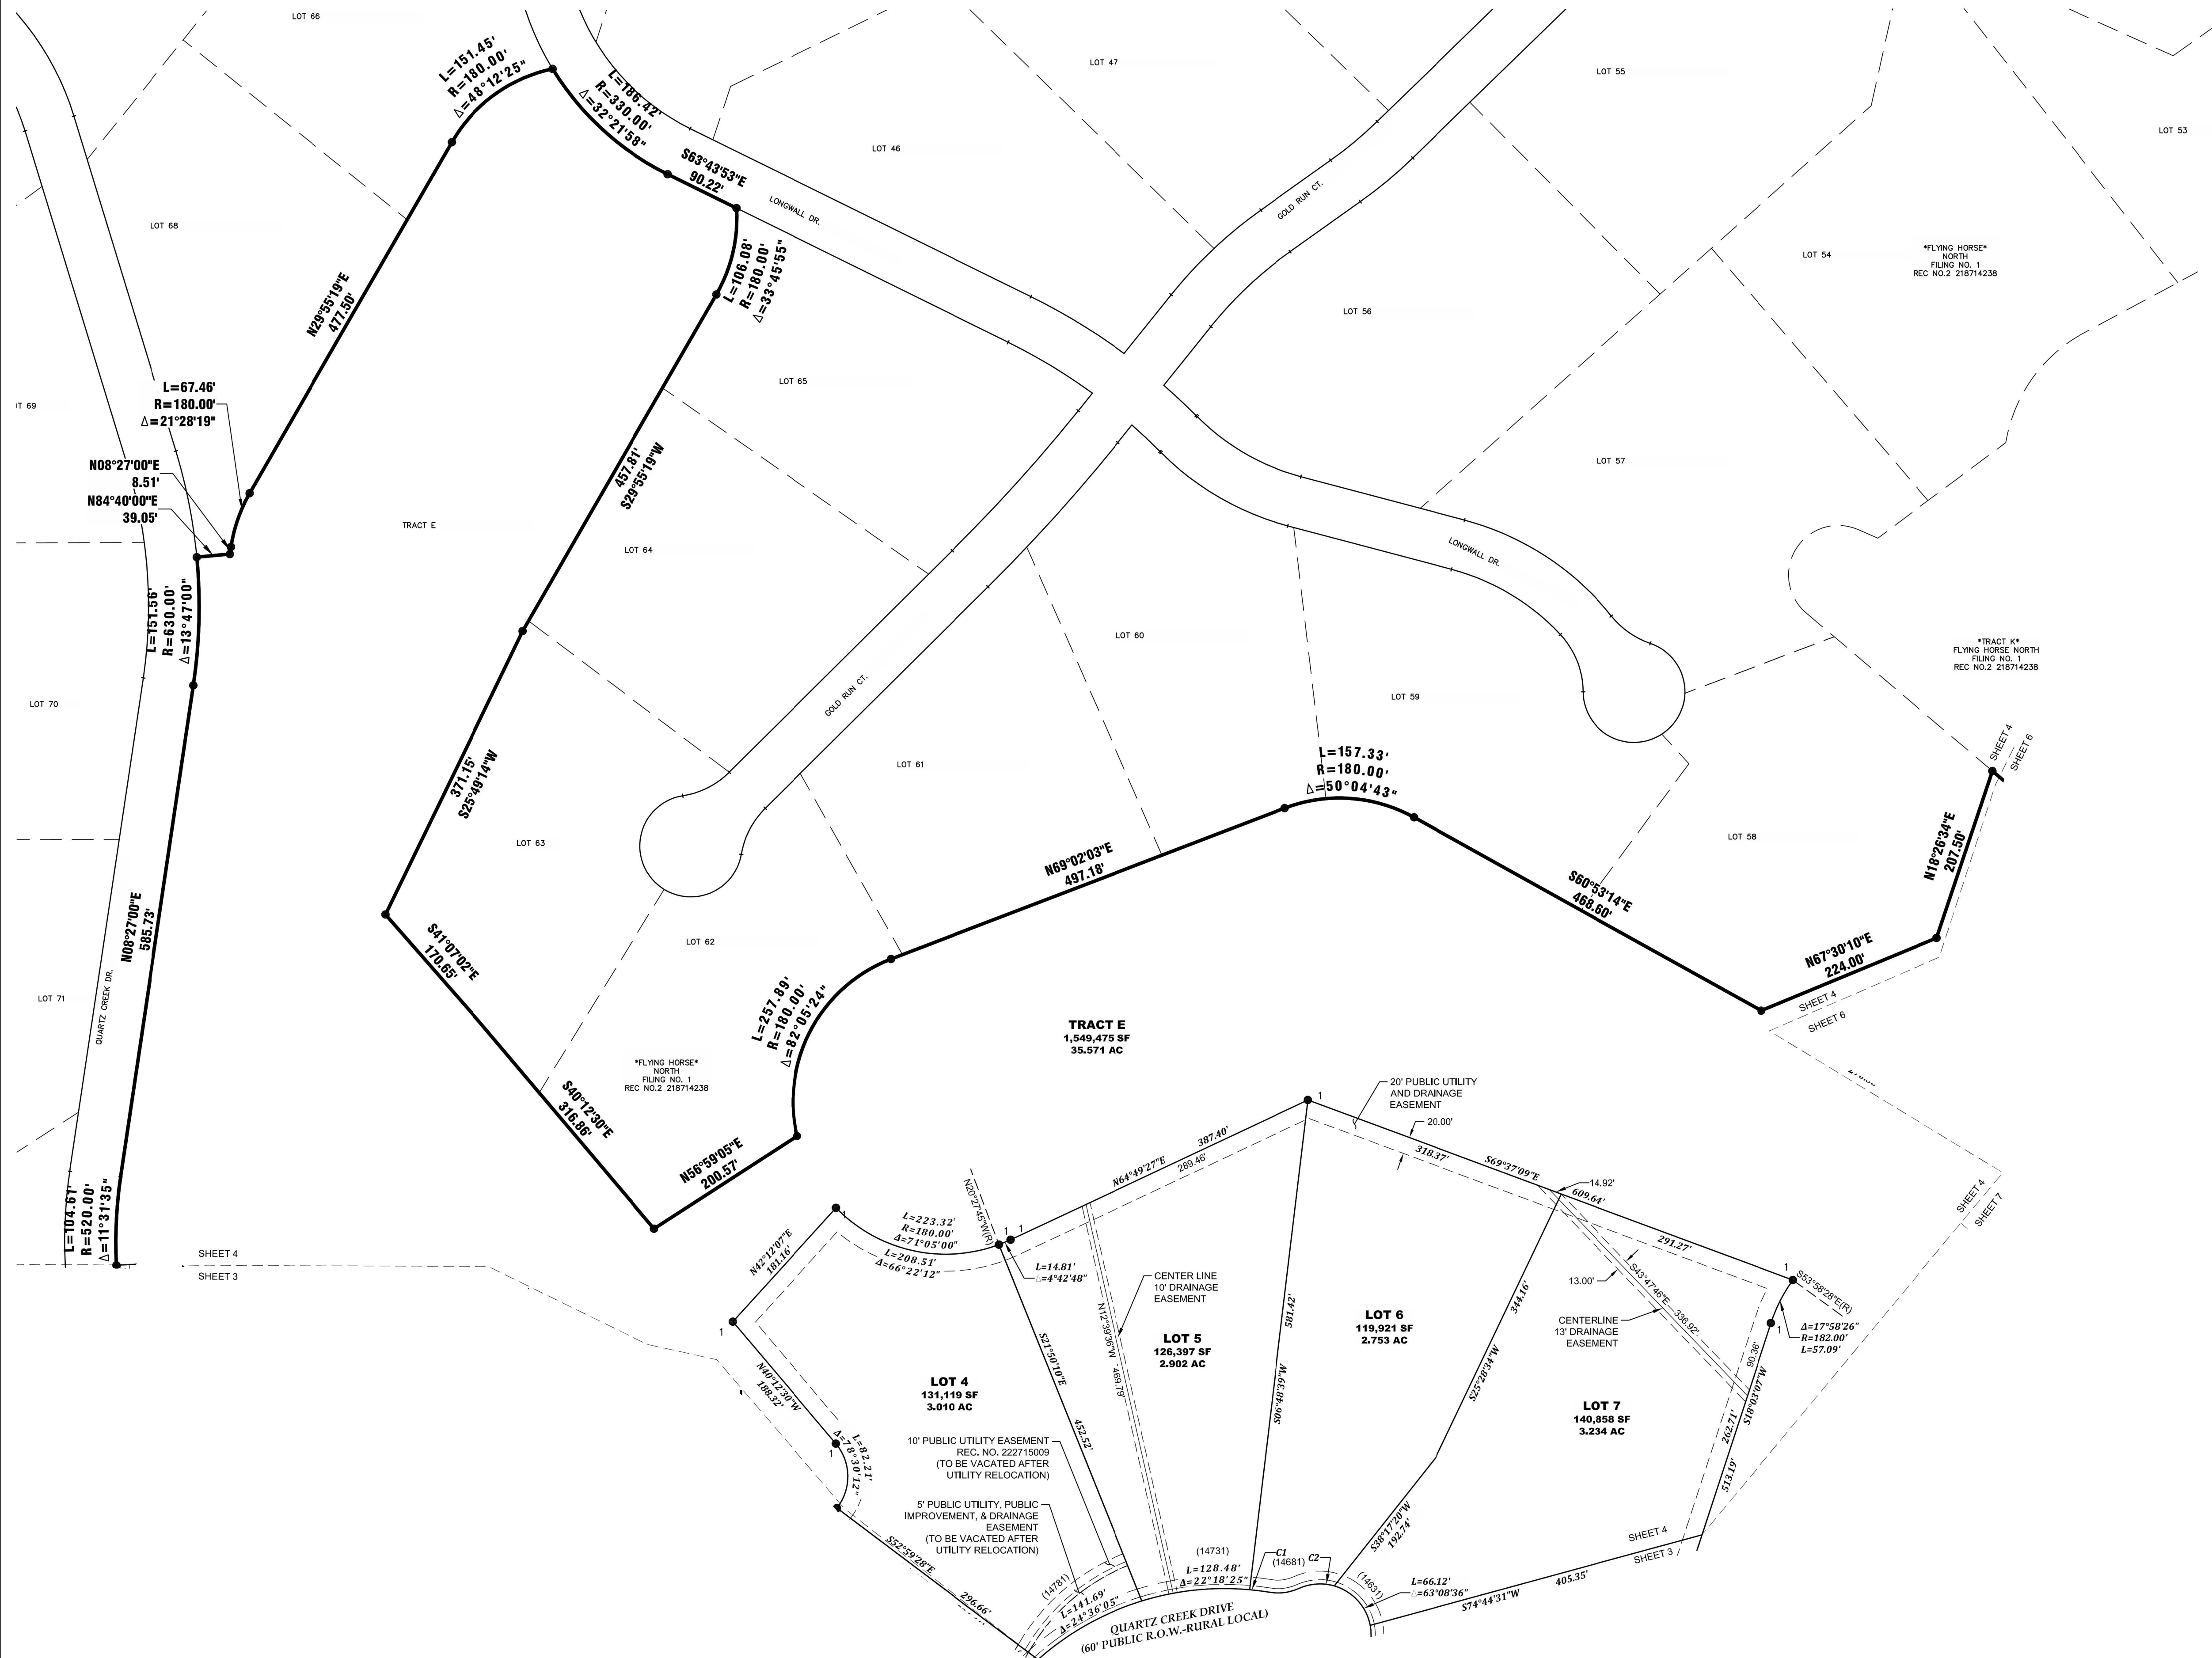 LOT 66
L=151.45'
R=180.00'
Δ=48°12'25"
L=186.42'
R=330.00'
Δ=32°21'58"
LOT 47
LOT 55
LOT 53
LOT 46
S63°43'53"E
90.22'
LONGWALL DR.
GOLD RUN CT.
LOT 68
LOT 54
*FLYING HORSE*
NORTH
FILING NO. 1
REC NO.2 218714238
N29°55'19"E
477.50'
L=106.08'
R=180.00'
Δ=33°45'55"
LOT 56
LOT 65
L=67.46'
R=180.00'
Δ=21°28'19"
OT 69
N08°27'00"E
8.51'
N84°40'00"E
39.05'
457.81'
S29°55'19"W
LOT 57
TRACT E
LOT 64
LONGWALL DR.
L=151.56'
R=630.00'
Δ=13°47'00"
LOT 60
*TRACT K*
FLYING HORSE NORTH
FILING NO. 1
REC NO.2 218714238
LOT 70
GOLD RUN CT.
LOT 59
SHEET 4
SHEET 6
371.15'
S25°49'14"W
LOT 61
L=157.33'
R=180.00'
Δ=50°04'43"
LOT 63
LOT 58
N18°26'34"E
207.50'
N69°02'03"E
497.18'
S60°53'14"E
468.60'
N08°27'00"E
585.73'
S41°07'02"E
170.65'
LOT 62
N67°30'10"E
224.00'
LOT 71
QUARTZ CREEK DR.
SHEET 4
SHEET 6
L=257.89'
R=180.00'
Δ=82°05'24"
TRACT E
1,549,475 SF
35.571 AC
*FLYING HORSE*
NORTH
FILING NO. 1
REC NO.2 218714238
S40°12'30"E
316.86'
20' PUBLIC UTILITY
AND DRAINAGE
EASEMENT
1
20.00'
N56°59'05"E
200.57'
387.40'
N64°49'27"E
289.46'
318.37'
S69°37'09"E
14.92'
609.64'
SHEET 4
SHEET 7
L=104.61'
R=520.00'
Δ=11°31'35"
N20°27'45"W(R)
1
L=223.32'
R=180.00'
Δ=71°05'00"
1
1
L=208.51'
Δ=66°22'12"
291.27'
SHEET 4
SHEET 3
N42°12'07"E
181.16'
L=14.81'
Δ=4°42'48"
CENTER LINE
10' DRAINAGE
EASEMENT
13.00'
S43°47'46"E
336.92'
1
S53°58'28"E(R)
1
581.42'
344.16'
CENTERLINE
13' DRAINAGE
EASEMENT
1
Δ=17°58'26"
R=182.00'
L=57.09'
LOT 6
119,921 SF
2.753 AC
N12°39'36"W
469.79'
LOT 5
126,397 SF
2.902 AC
S21°50'10"E
452.52'
90.36'
S18°03'07"W
N40°12'30"W
188.32'
LOT 4
131,119 SF
3.010 AC
S06°48'39"W
S25°28'34"W
LOT 7
140,858 SF
3.234 AC
262.71'
513.19'
1
L=82.21'
Δ=78°30'12"
10' PUBLIC UTILITY EASEMENT
REC. NO. 222715009
(TO BE VACATED AFTER
UTILITY RELOCATION)
5' PUBLIC UTILITY, PUBLIC
IMPROVEMENT, & DRAINAGE
EASEMENT
(TO BE VACATED AFTER
UTILITY RELOCATION)
S38°17'20"W
192.74'
SHEET 4
SHEET 3
S52°59'28"E
296.66'
(14731)
L=128.48'
Δ=22°18'25"
C1
(14681)
C2
(14631)
L=66.12'
Δ=63°08'36"
405.35'
S74°44'31"W
(14781)
L=141.69'
Δ=24°36'05"
QUARTZ CREEK DRIVE
(60' PUBLIC R.O.W.-RURAL LOCAL)